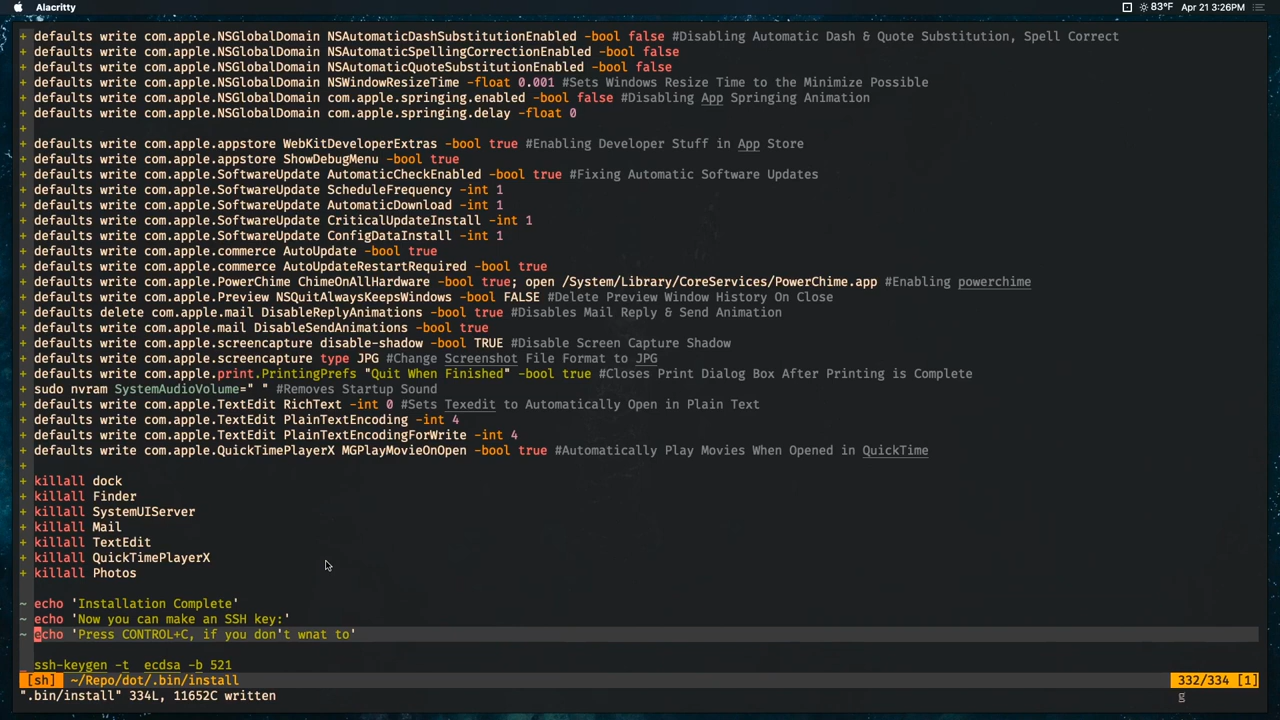 Alacritty 83°F Apr 21 3:26PM
+ defaults write com.apple.NSGlobalDomain NSAutomaticDashSubstitutionEnabled -bool false #Disabling Automatic Dash & Quote Substitution, Spell Correct
+ defaults write com.apple.NSGlobalDomain NSAutomaticSpellingCorrectionEnabled -bool false
+ defaults write com.apple.NSGlobalDomain NSAutomaticQuoteSubstitutionEnabled -bool false
+ defaults write com.apple.NSGlobalDomain NSWindowResizeTime -float 0.001 #Sets Windows Resize Time to the Minimize Possible
+ defaults write com.apple.NSGlobalDomain com.apple.springing.enabled -bool false #Disabling App Springing Animation
+ defaults write com.apple.NSGlobalDomain com.apple.springing.delay -float 0
+
+ defaults write com.apple.appstore WebKitDeveloperExtras -bool true #Enabling Developer Stuff in App Store
+ defaults write com.apple.appstore ShowDebugMenu -bool true
+ defaults write com.apple.SoftwareUpdate AutomaticCheckEnabled -bool true #Fixing Automatic Software Updates
+ defaults write com.apple.SoftwareUpdate ScheduleFrequency -int 1
+ defaults write com.apple.SoftwareUpdate AutomaticDownload -int 1
+ defaults write com.apple.SoftwareUpdate CriticalUpdateInstall -int 1
+ defaults write com.apple.SoftwareUpdate ConfigDataInstall -int 1
+ defaults write com.apple.commerce AutoUpdate -bool true
+ defaults write com.apple.commerce AutoUpdateRestartRequired -bool true
+ defaults write com.apple.PowerChime ChimeOnAllHardware -bool true; open /System/Library/CoreServices/PowerChime.app #Enabling powerchime
+ defaults write com.apple.Preview NSQuitAlwaysKeepsWindows -bool FALSE #Delete Preview Window History On Close
+ defaults delete com.apple.mail DisableReplyAnimations -bool true #Disables Mail Reply & Send Animation
+ defaults write com.apple.mail DisableSendAnimations -bool true
+ defaults write com.apple.screencapture disable-shadow -bool TRUE #Disable Screen Capture Shadow
+ defaults write com.apple.screencapture type JPG #Change Screenshot File Format to JPG
+ defaults write com.apple.print.PrintingPrefs "Quit When Finished" -bool true #Closes Print Dialog Box After Printing is Complete
+ sudo nvram SystemAudioVolume=" " #Removes Startup Sound
+ defaults write com.apple.TextEdit RichText -int 0 #Sets Texedit to Automatically Open in Plain Text
+ defaults write com.apple.TextEdit PlainTextEncoding -int 4
+ defaults write com.apple.TextEdit PlainTextEncodingForWrite -int 4
+ defaults write com.apple.QuickTimePlayerX MGPlayMovieOnOpen -bool true #Automatically Play Movies When Opened in QuickTime
+
+ killall dock
+ killall Finder
+ killall SystemUIServer
+ killall Mail
+ killall TextEdit
+ killall QuickTimePlayerX
+ killall Photos
~ echo 'Installation Complete'
~ echo 'Now you can make an SSH key:'
~ echo 'Press CONTROL+C, if you don't wnat to'
_ ssh-keygen -t ecdsa -b 521
[sh] ~/Repo/dot/.bin/install 332/334 [1]
".bin/install" 334L, 11652C written g